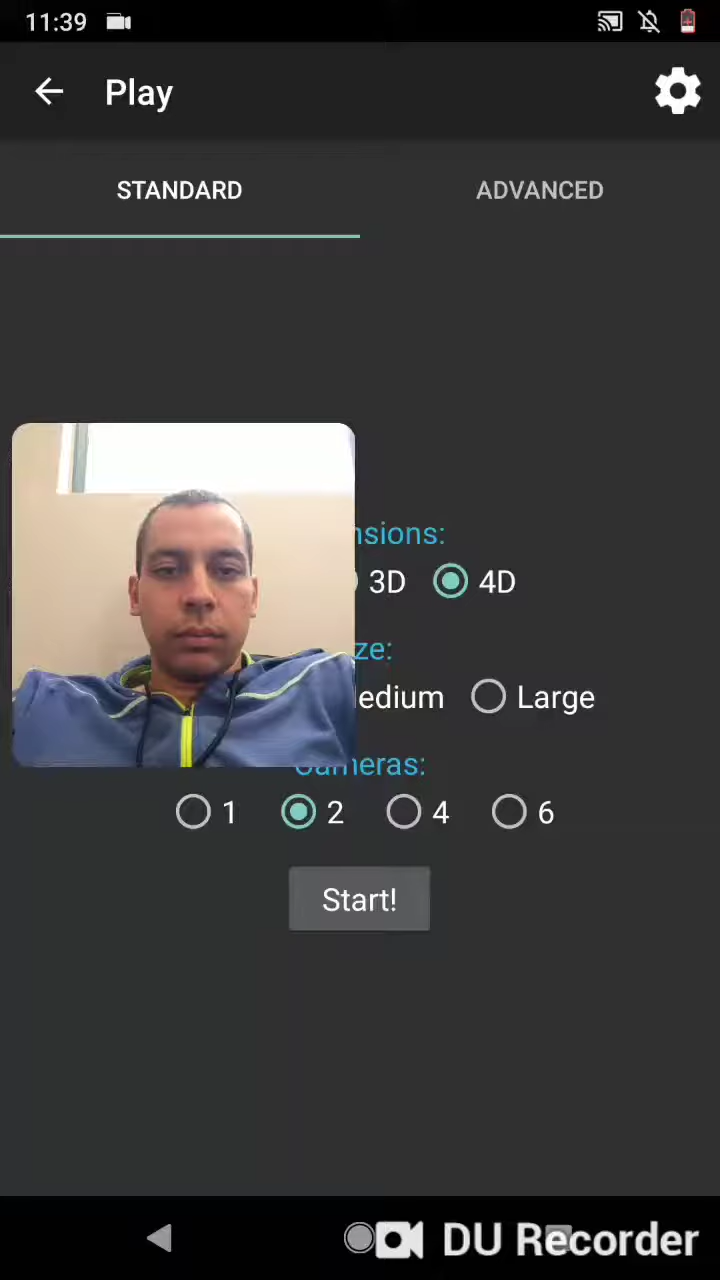 11:39
Play
STANDARD
ADVANCED
nsions:
3D
4D
ze:
edium
Large
Cameras:
1
2
4
6
Start!
DU Recorder